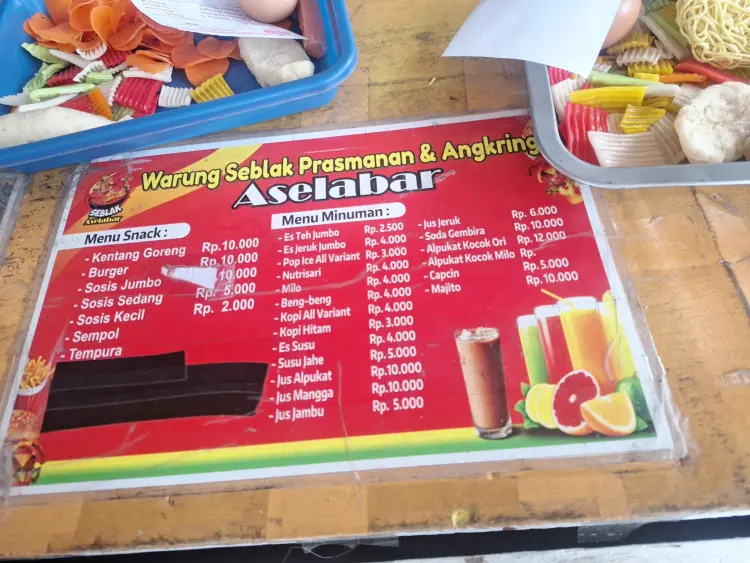 Warung Seblak Prasmanan & Angkring
Aselabar
SEBLAK
Aselabar
Menu Snack :
- Kentang Goreng Rp.10.000
- Burger Rp.10.000
- Sosis Jumbo 10.000
- Sosis Sedang Rp. 5.000
- Sosis Kecil Rp. 2.000
- Sempol
- Tempura
Menu Minuman :
- Es Teh Jumbo Rp. 2.500
- Es Jeruk Jumbo Rp. 4.000
- Pop Ice All Variant Rp. 3.000
- Nutrisari Rp. 4.000
- Milo Rp. 4.000
- Beng-beng Rp. 4.000
- Kopi All Variant Rp. 4.000
- Kopi Hitam Rp. 3.000
- Es Susu Rp. 4.000
- Susu Jahe Rp. 5.000
- Jus Alpukat Rp.10.000
- Jus Mangga Rp.10.000
- Jus Jambu Rp. 5.000
- Jus Jeruk Rp. 6.000
- Soda Gembira Rp. 10.000
- Alpukat Kocok Ori Rp. 12.000
- Alpukat Kocok Milo Rp.
- Capcin Rp. 5.000
- Majito Rp. 10.000